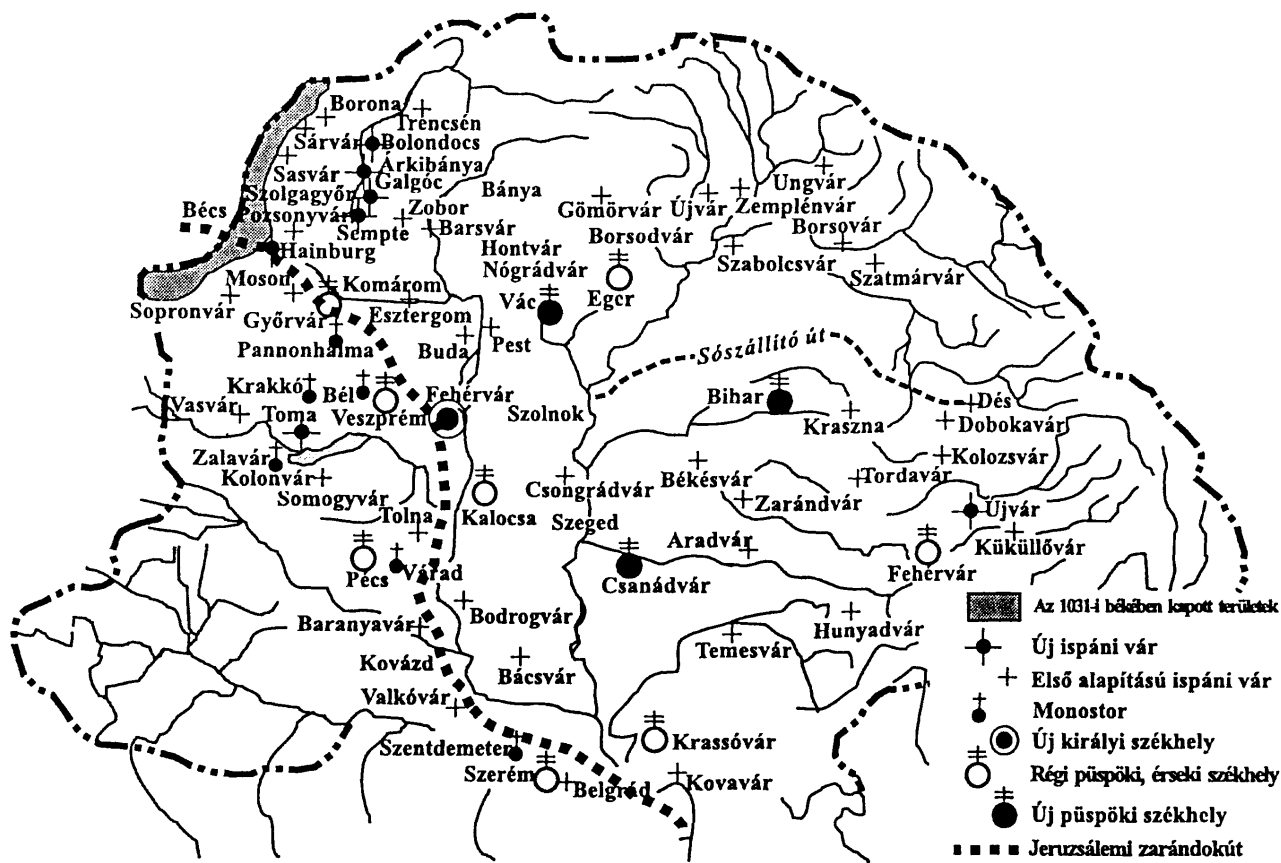 Borona
Trencsén
Sárvár
Bolondocs
Árkibánya
Sasvár
Galgóc
Szolgagyőr
Pozsonyvár
Bécs
Zobor
Sempte
Barsvár
Bánya
Gömörvár
Újvár
Ungvár
Zemplénvár
Borsodvár
Borsovár
Hontvár
Nógrádvár
Szabolcsvár
Szatmárvár
Hainburg
Moson
Komárom
Vác
Egcr
Sopronvár
Győrvár
Esztergom
Pannonhalma
Buda
Pest
Sószállító út
Krakkó
Bél
Fehérvár
Vasvár
Toma
Veszprém
Szolnok
Bihar
Kraszna
Dés
Dobokavár
Zalavár
Kolonvár
Somogyvár
Csongrádvár
Békésvár
Tordavár
Kolozsvár
Zarándvár
Tolna
Kalocsa
Szeged
Újvár
Aradvár
Küküllővár
Pécs
Várad
Csanádvár
Fehérvár
Bodrogvár
Baranyavár
Hunyadvár
Temesvár
Kovázd
Bácsvár
Valkóvár
Szentdemeter
Krassóvár
Szerém
Belgrád
Kovavár
Az 1031-i békében kapott területek
Új ispáni vár
Első alapítású ispáni vár
Monostor
Új királyi székhely
Régi püspöki, érseki székhely
Új püspöki székhely
Jeruzsálemi zarándokút